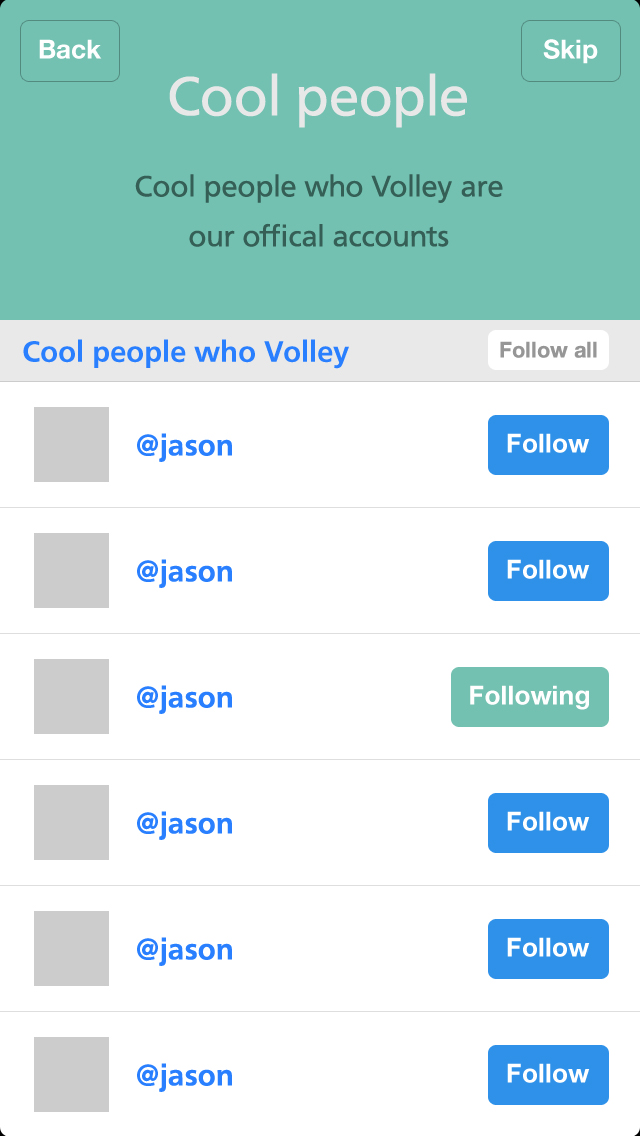 Back
Skip
Cool people
Cool people who Volley are
our offical accounts
Cool people who Volley
Follow all
@jason
Follow
@jason
Follow
@jason
Following
@jason
Follow
@jason
Follow
@jason
Follow